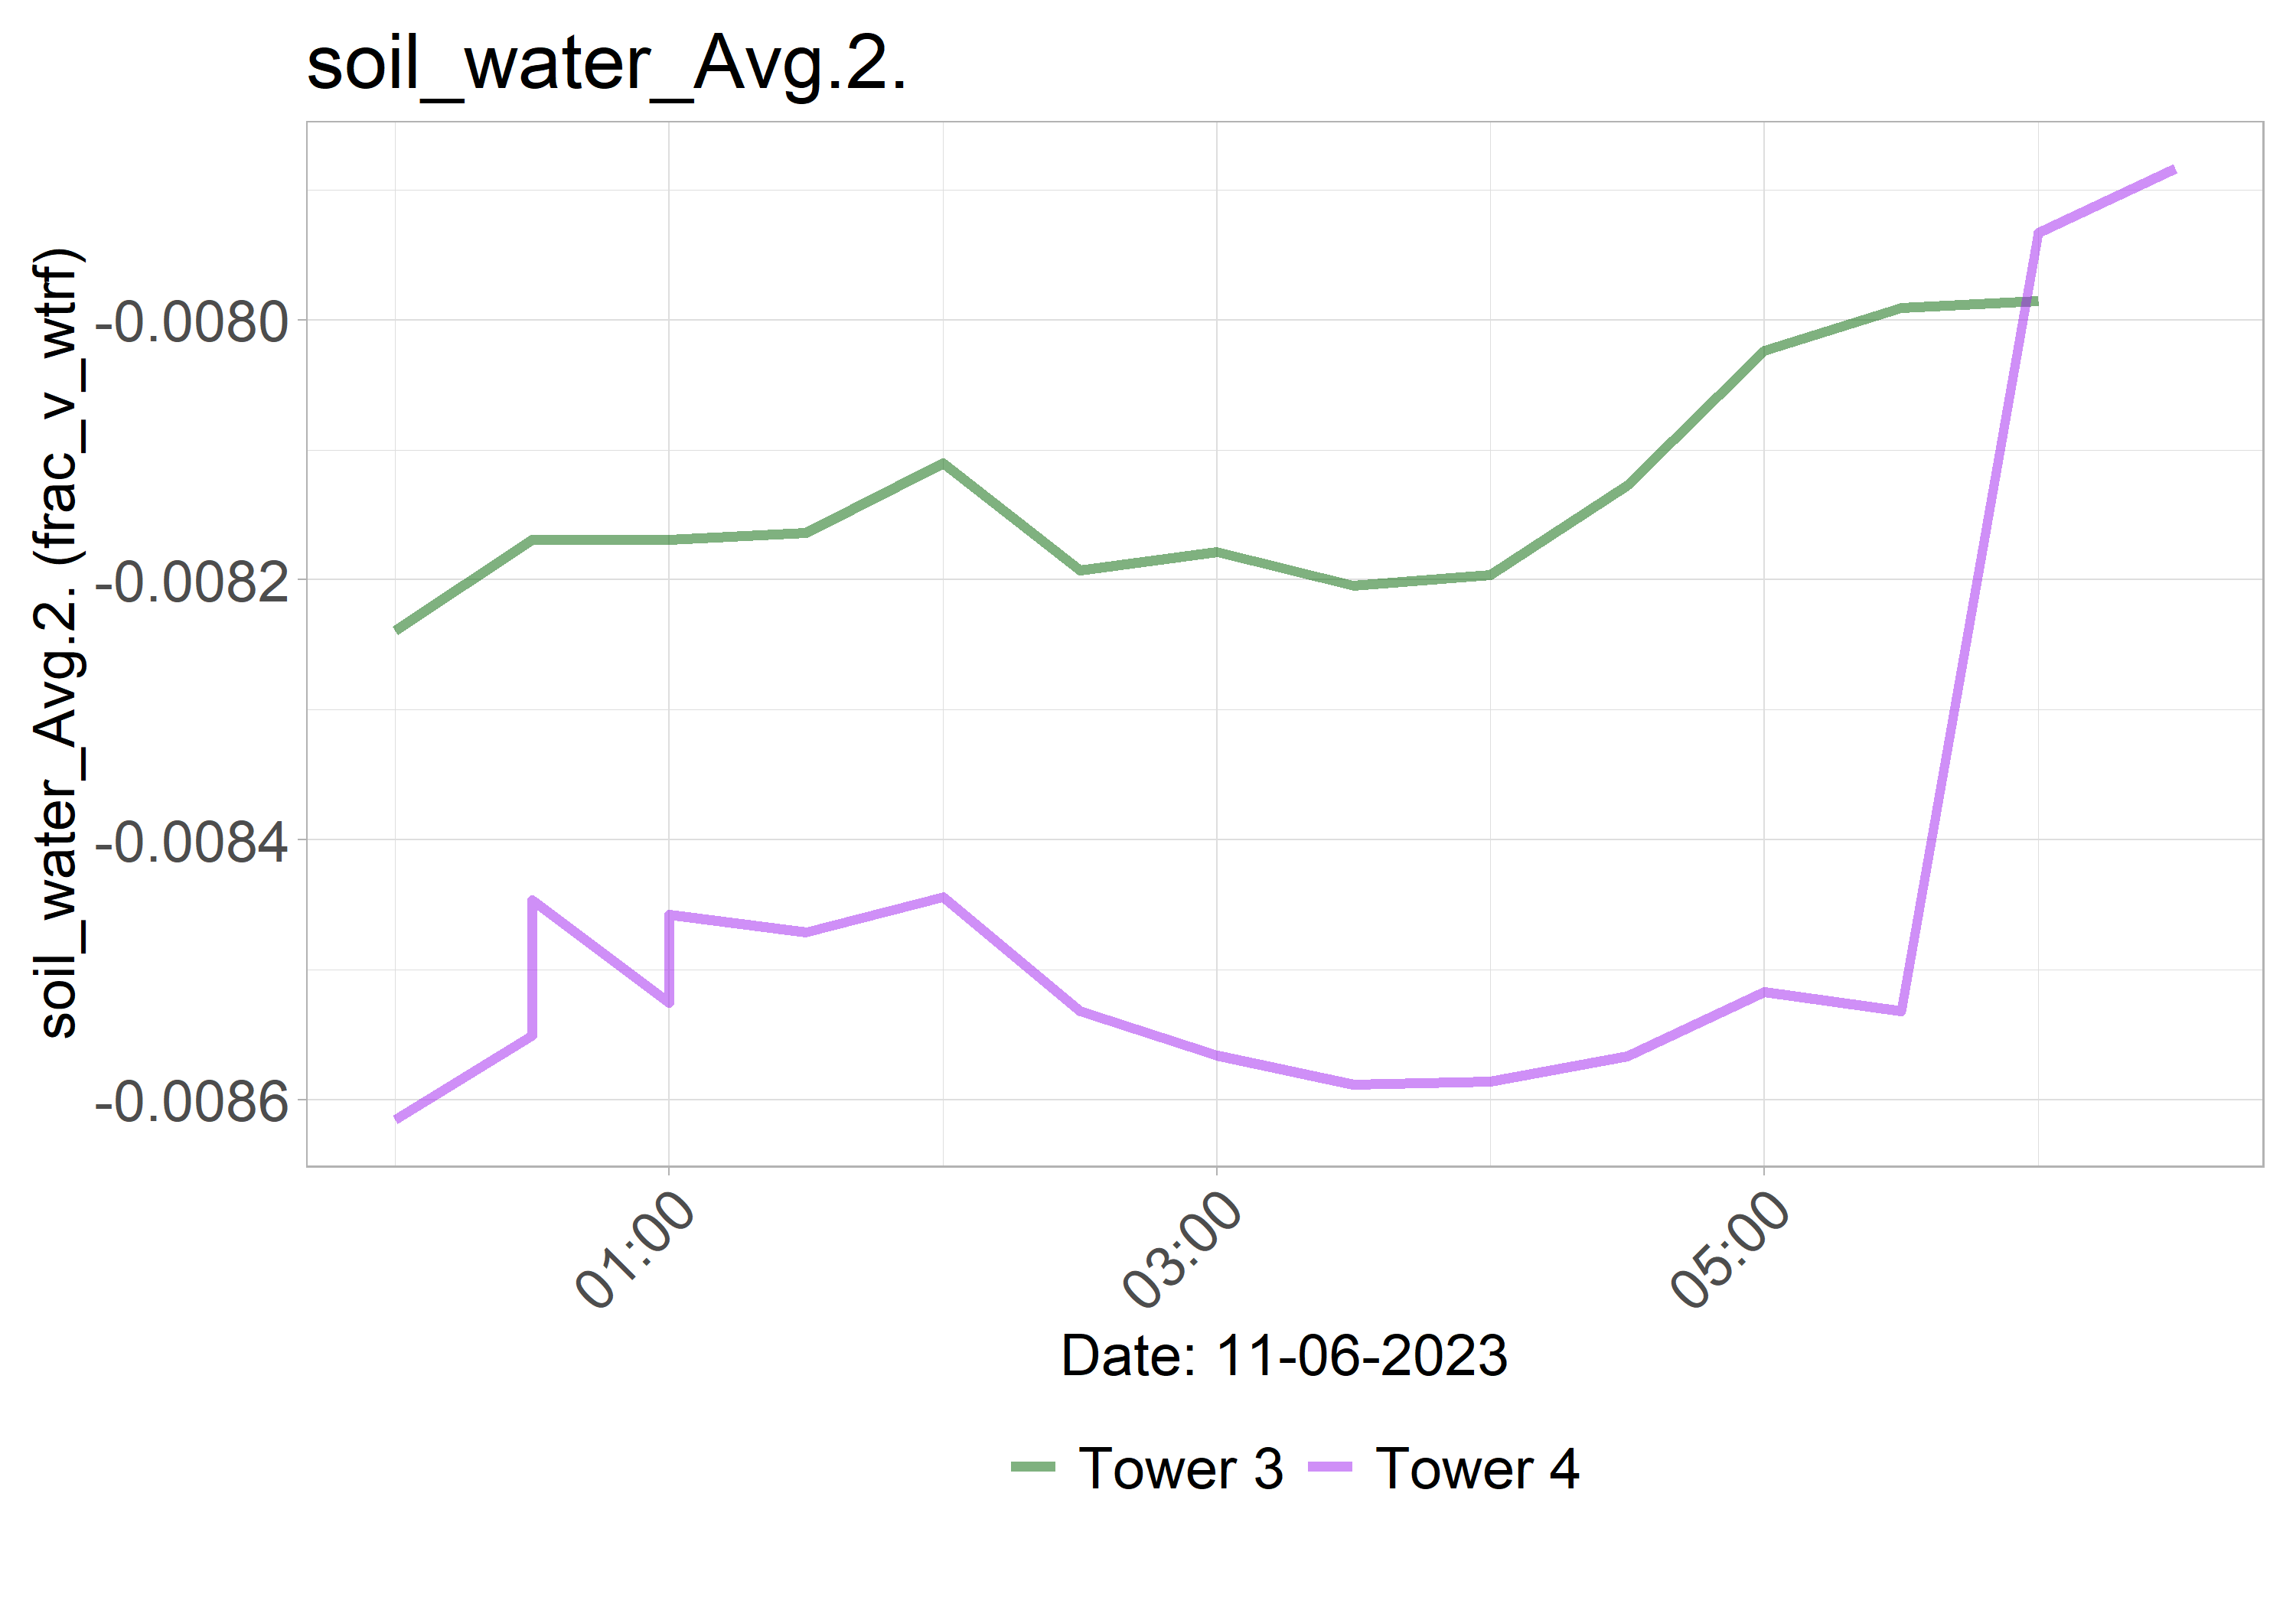 soil_water_Avg.2.
soil_water_Avg.2. (frac_v_wtrf)
-0.0080
-0.0082
-0.0084
-0.0086
01:00
03:00
05:00
Date: 11-06-2023
Tower 3
Tower 4